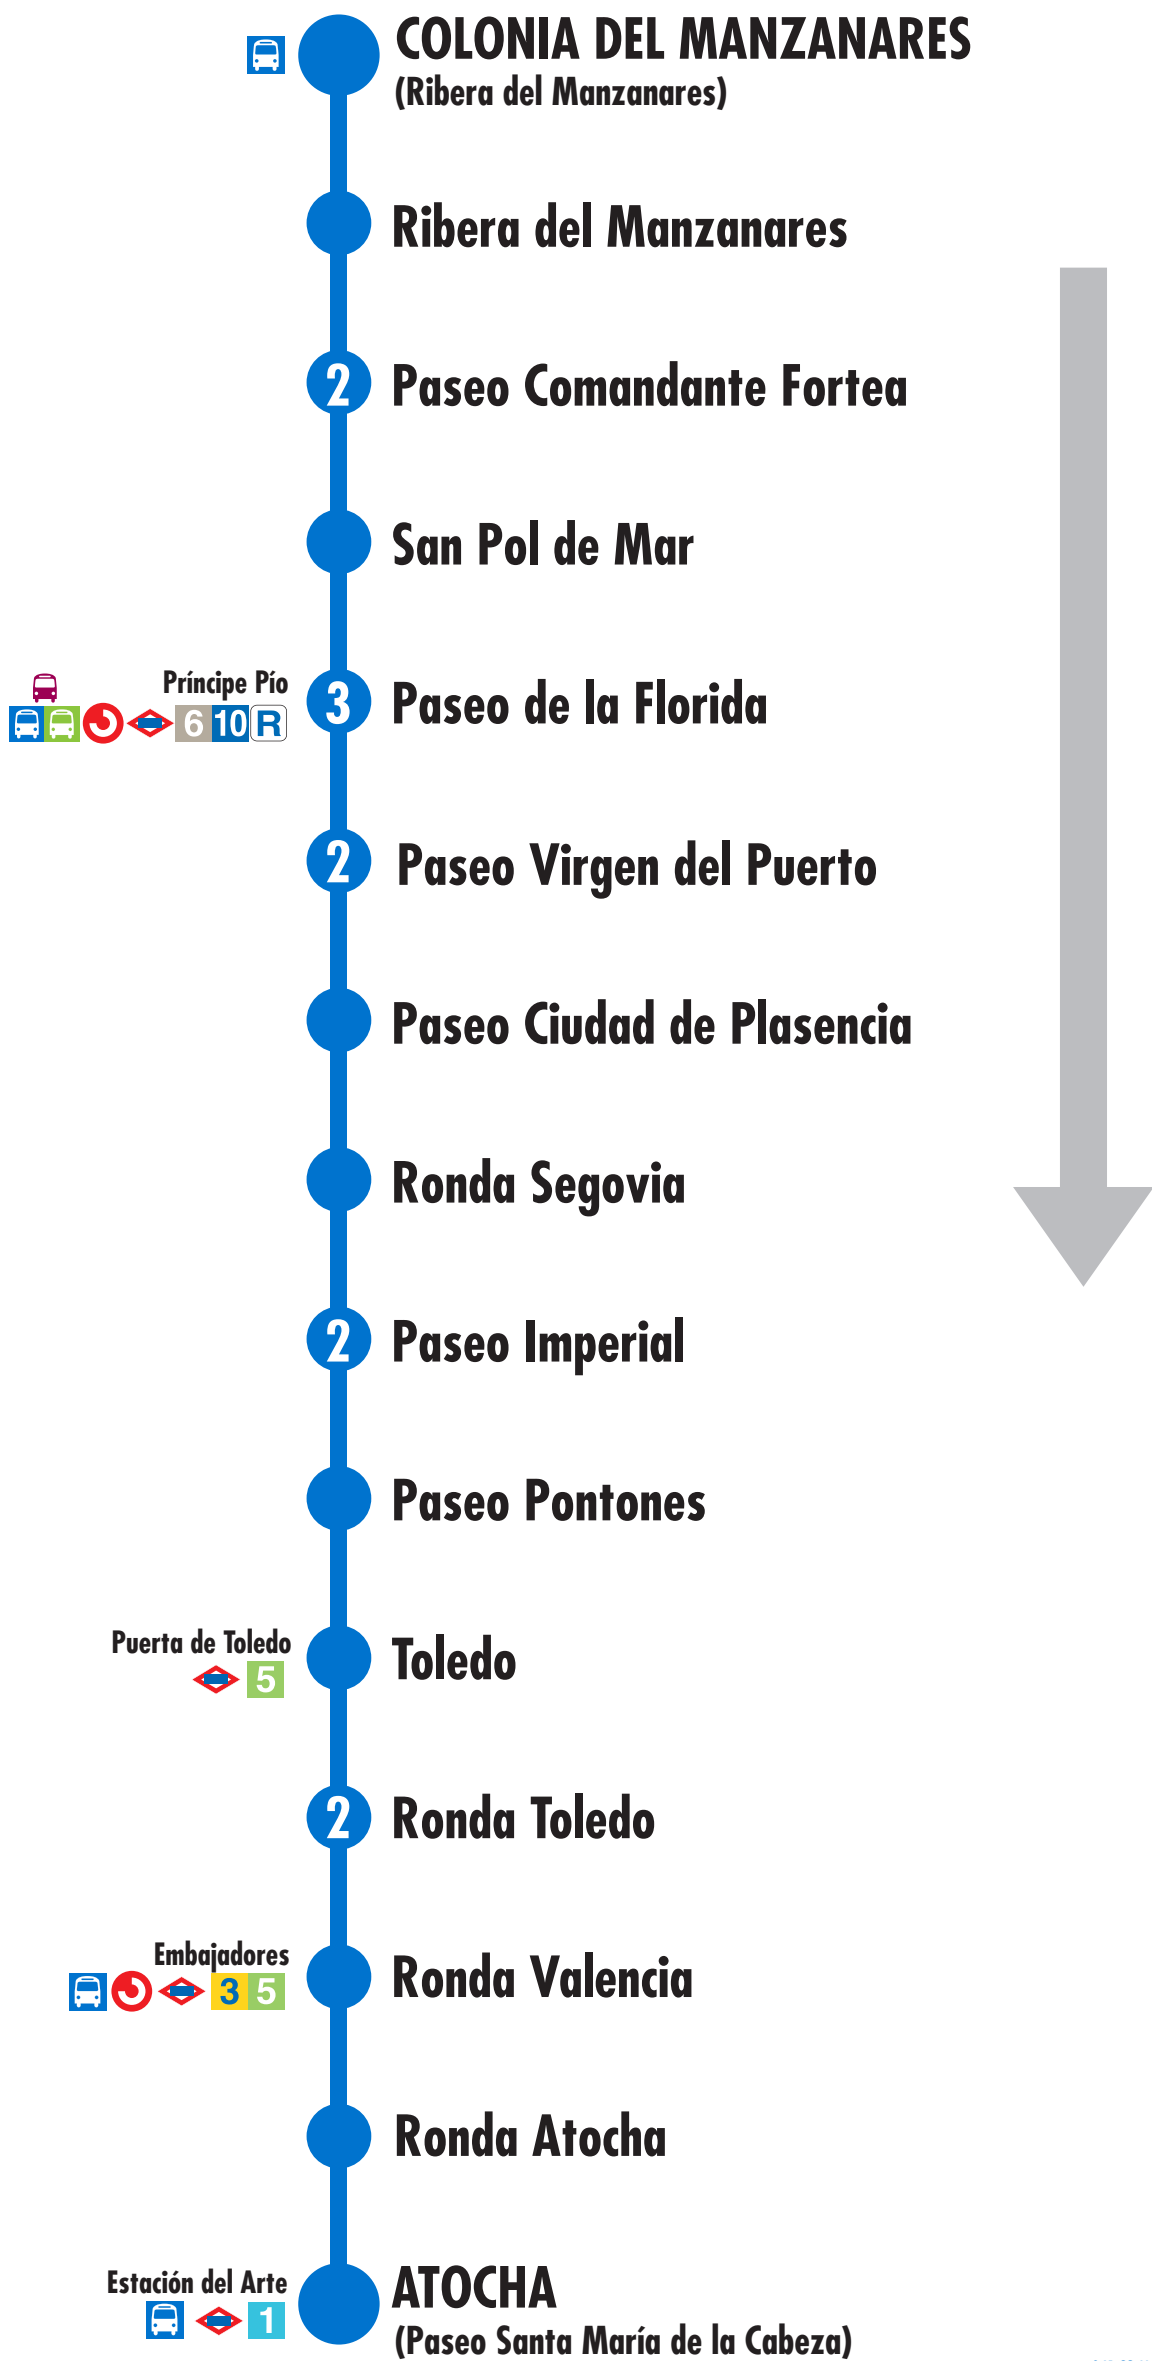 COLONIA DEL MANZANARES
(Ribera del Manzanares)
Ribera del Manzanares
2 Paseo Comandante Fortea
San Pol de Mar
Príncipe Pío
6 10 R
3 Paseo de la Florida
2 Paseo Virgen del Puerto
Paseo Ciudad de Plasencia
Ronda Segovia
2 Paseo Imperial
Paseo Pontones
Puerta de Toledo
5
Toledo
2 Ronda Toledo
Embajadores
3 5
Ronda Valencia
Ronda Atocha
Estación del Arte
1
ATOCHA
(Paseo Santa María de la Cabeza)